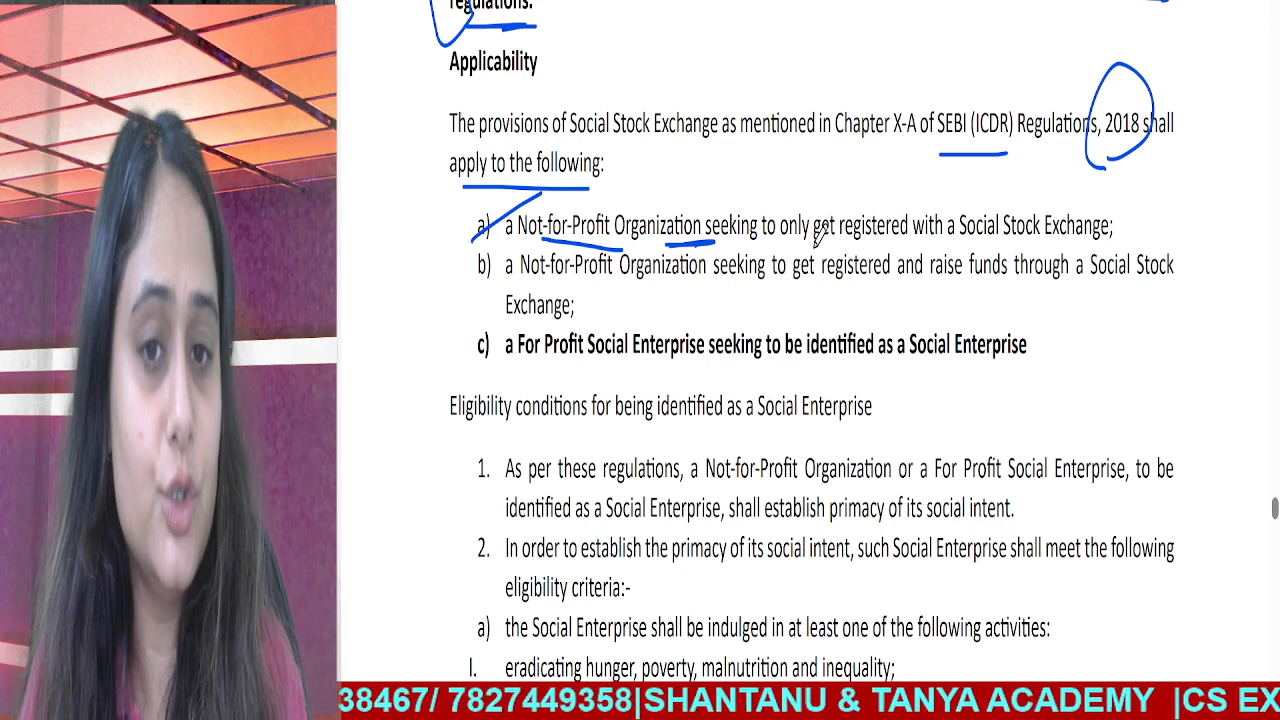 regulations.
Applicability
The provisions of Social Stock Exchange as mentioned in Chapter X-A of SEBI (ICDR) Regulations, 2018 shall
apply to the following:
a) a Not-for-Profit Organization seeking to only get registered with a Social Stock Exchange;
b) a Not-for-Profit Organization seeking to get registered and raise funds through a Social Stock
Exchange;
c) a For Profit Social Enterprise seeking to be identified as a Social Enterprise
Eligibility conditions for being identified as a Social Enterprise
1. As per these regulations, a Not-for-Profit Organization or a For Profit Social Enterprise, to be
identified as a Social Enterprise, shall establish primacy of its social intent.
2. In order to establish the primacy of its social intent, such Social Enterprise shall meet the following
eligibility criteria:-
a) the Social Enterprise shall be indulged in at least one of the following activities:
I. eradicating hunger, poverty, malnutrition and inequality;
38467/ 7827449358|SHANTANU & TANYA ACADEMY |CS EX